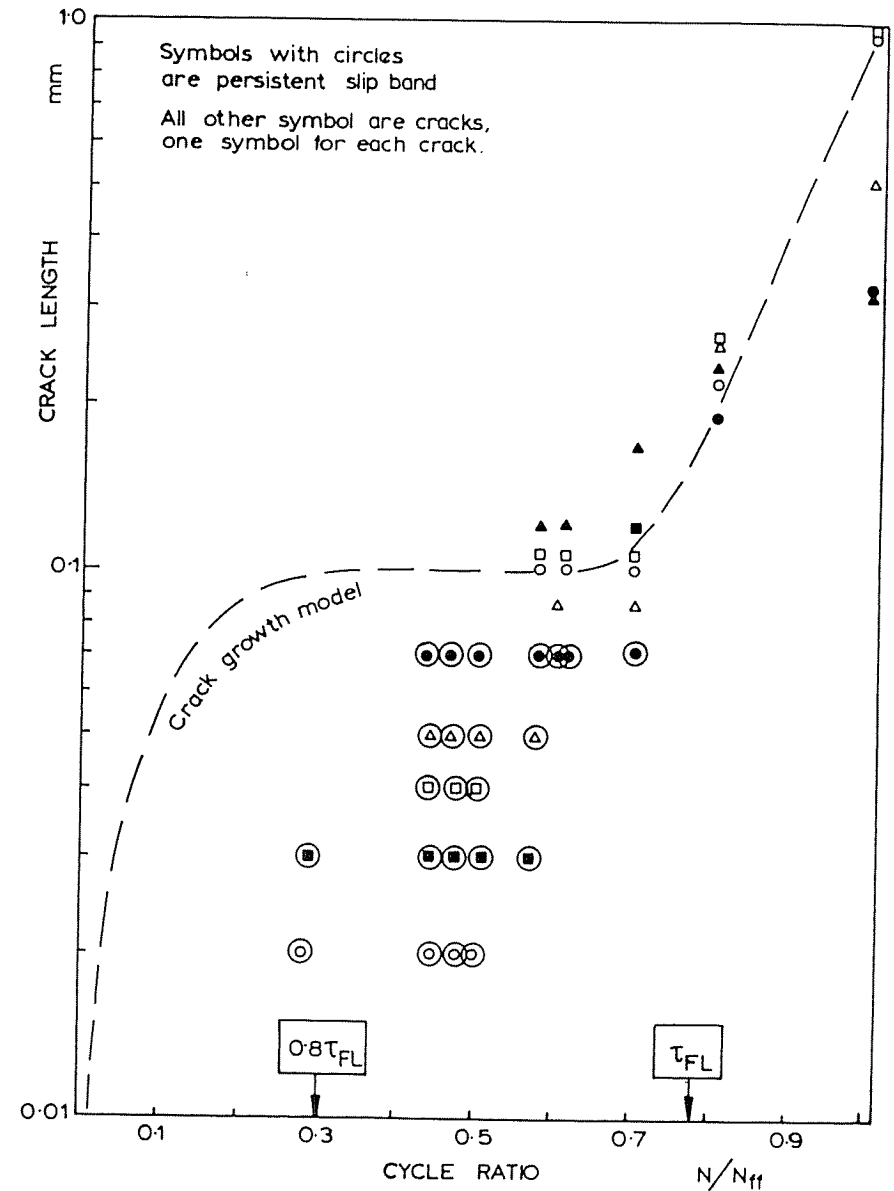 1·0
Symbols with circles
are persistent slip band
All other symbol are cracks,
one symbol for each crack.
mm
CRACK LENGTH
0·1
Crack growth model
0·8τFL
τFL
0·01
0·1
0·3
0·5
0·7
0·9
CYCLE RATIO
N/Nff